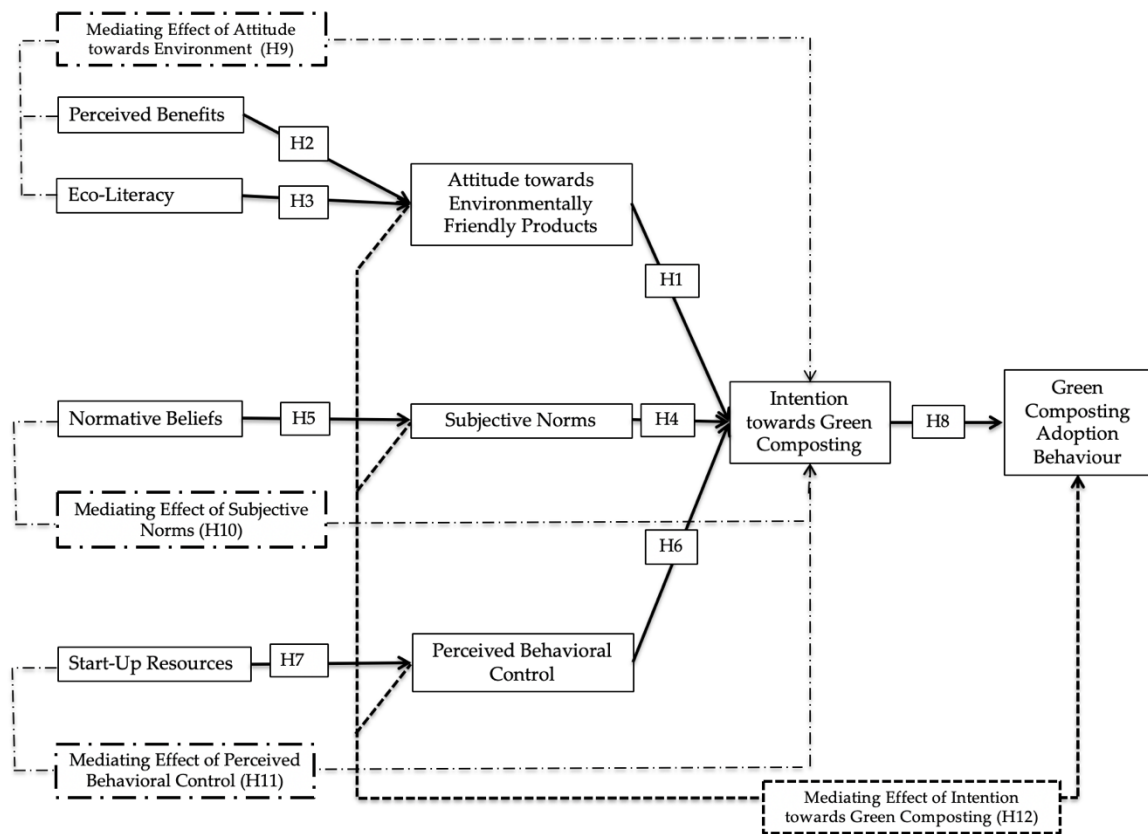 Mediating Effect of Attitude
towards Environment  (H9)
Perceived Benefits
H2
Eco-Literacy
H3
Attitude towards
Environmentally
Friendly Products
H1
Normative Beliefs
H5
Subjective Norms
H4
Intention
towards Green
Composting
H8
Green
Composting
Adoption
Behaviour
Mediating Effect of Subjective
Norms (H10)
H6
Start-Up Resources
H7
Perceived Behavioral
Control
Mediating Effect of Perceived
Behavioral Control (H11)
Mediating Effect of Intention
towards Green Composting (H12)